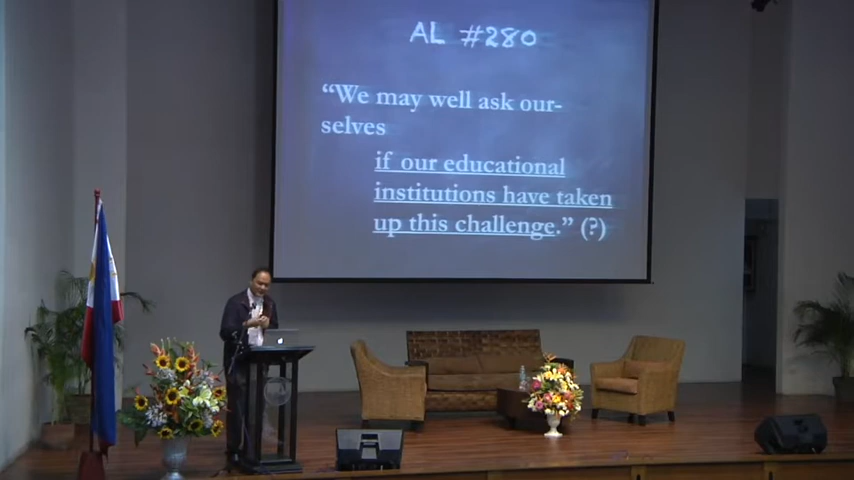 AL #280
“We may well ask our-
selves
if our educational
institutions have taken
up this challenge.” (?)